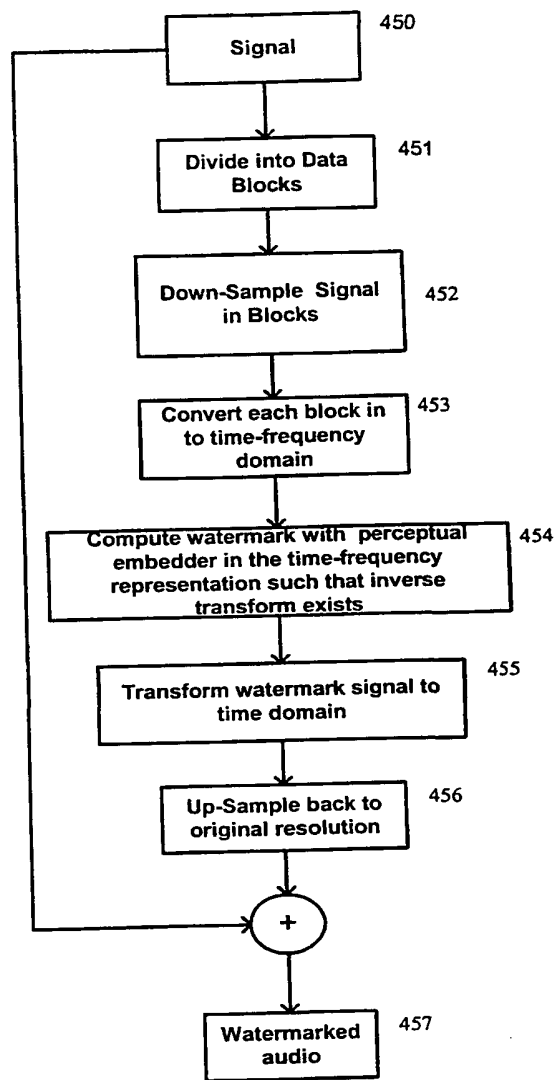 Signal
450
Divide into Data
Blocks
451
Down-Sample Signal
in Blocks
452
Convert each block in
to time-frequency
domain
453
Compute watermark with perceptual
embedder in the time-frequency
representation such that inverse
transform exists
454
Transform watermark signal to
time domain
455
Up-Sample back to
original resolution
456
+
Watermarked
audio
457